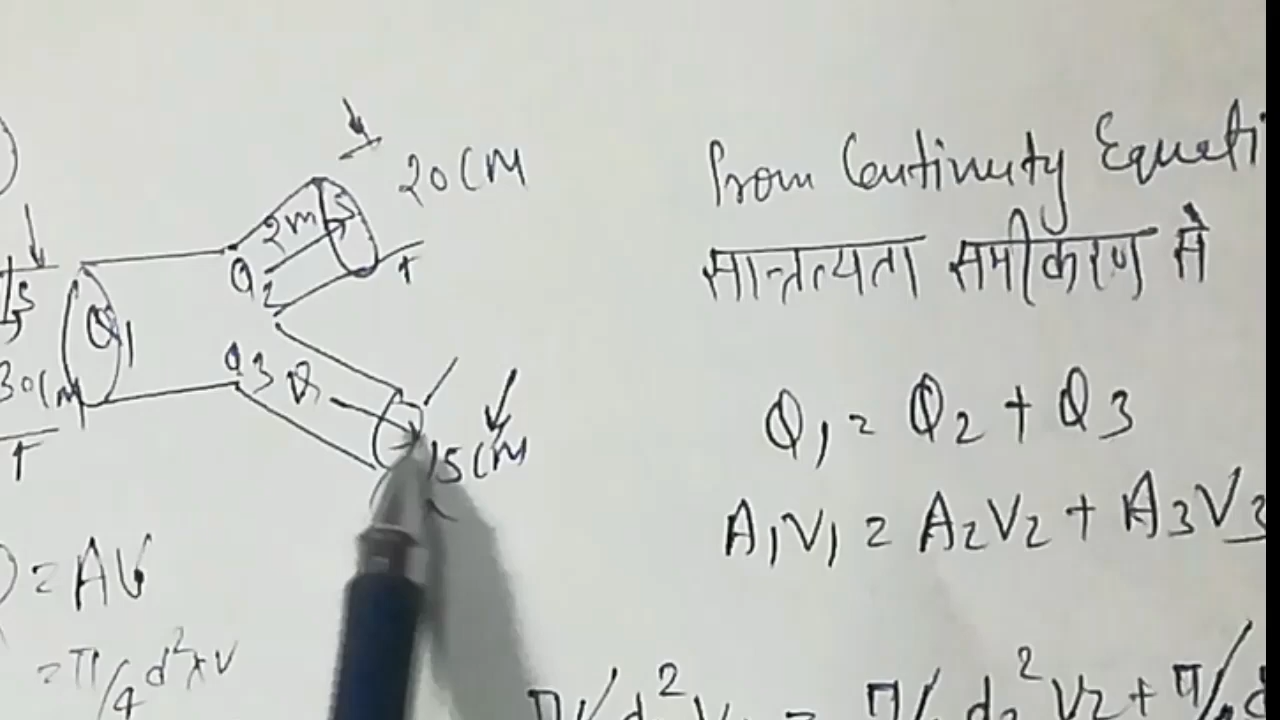 20CM
2m/s
Q2
Q1
30CM
Q3 V
15CM
= AV
= π/4 d² x V
From Continuity Equati
सान्तत्यता समीकरण से
Q1 = Q2 + Q3
A1V1 = A2V2 + A3V3